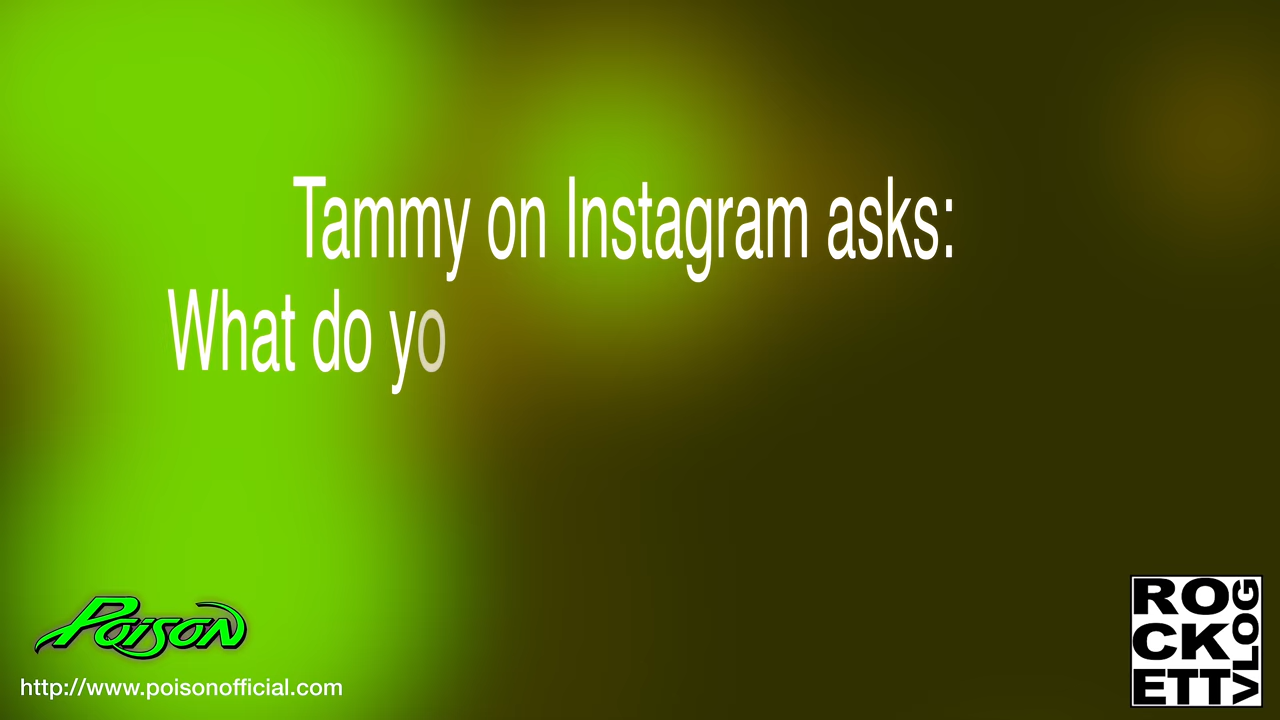 Tammy on Instagram asks:
What do yo
Poison
http://www.poisonofficial.com
ROCKETT VLOG